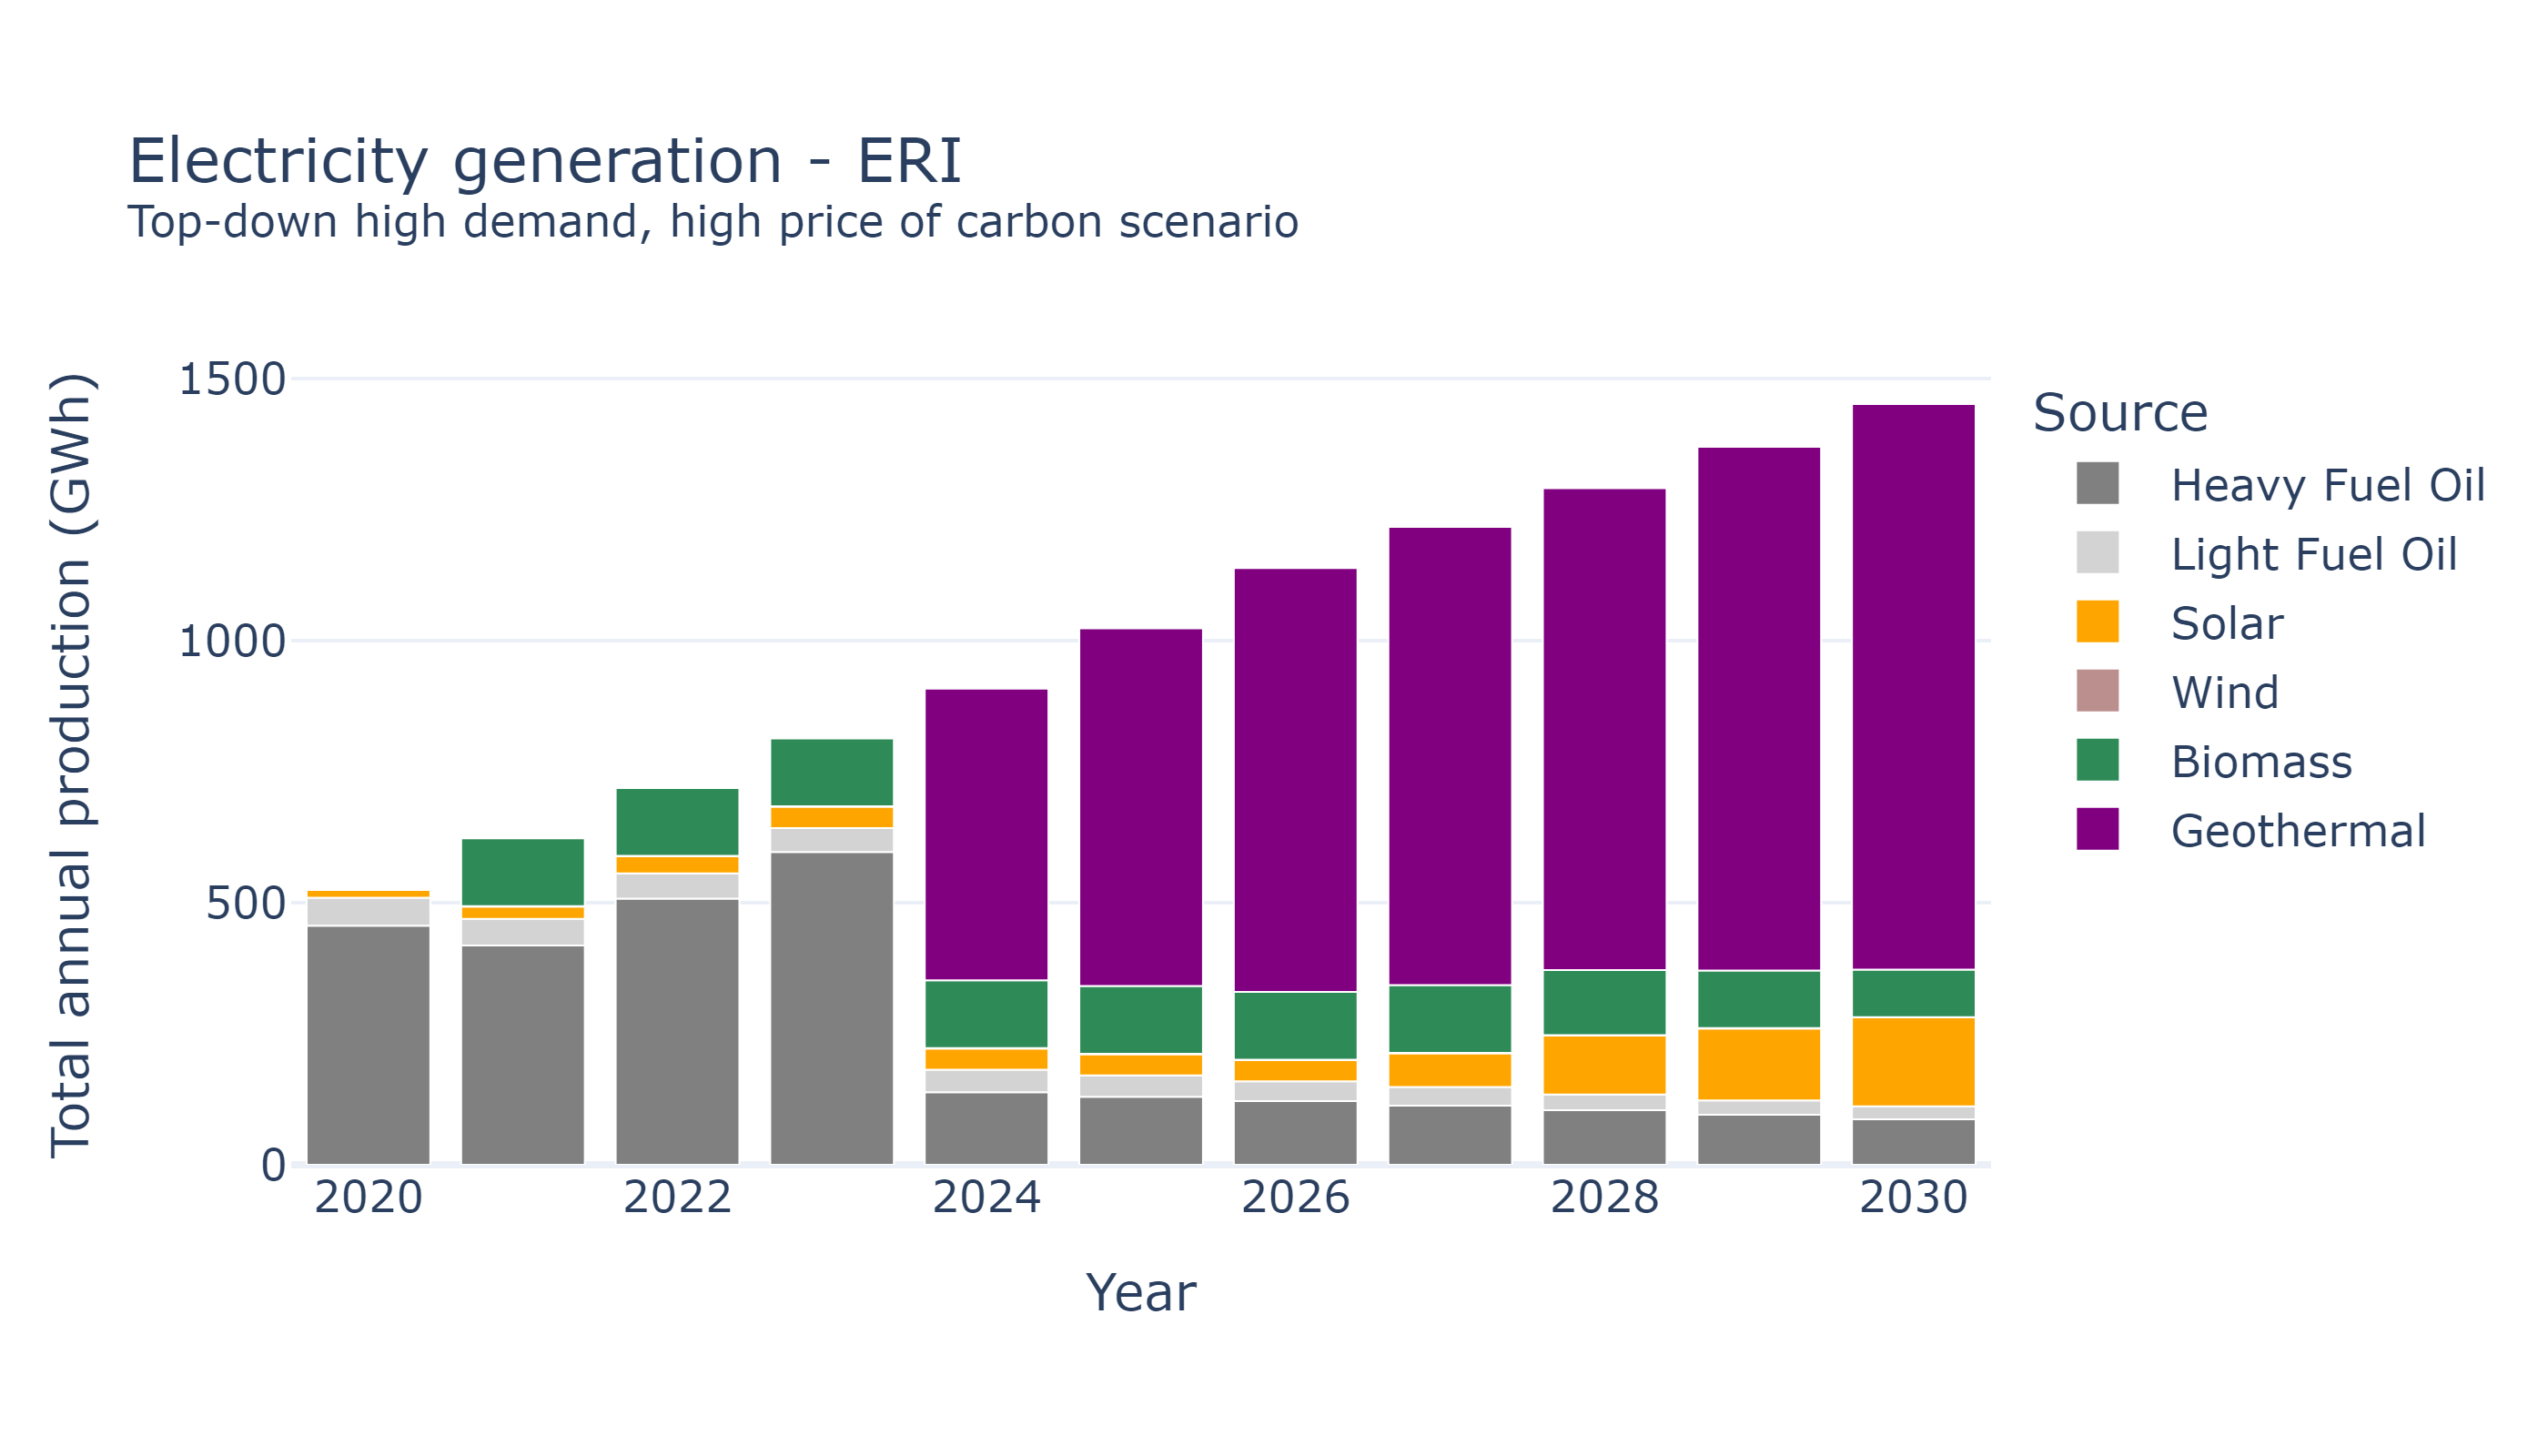 Electricity generation - ERI
Top-down high demand, high price of carbon scenario
Total annual production (GWh)
1500
1000
500
0
2020 2022 2024 2026 2028 2030
Year
Source
Heavy Fuel Oil
Light Fuel Oil
Solar
Wind
Biomass
Geothermal